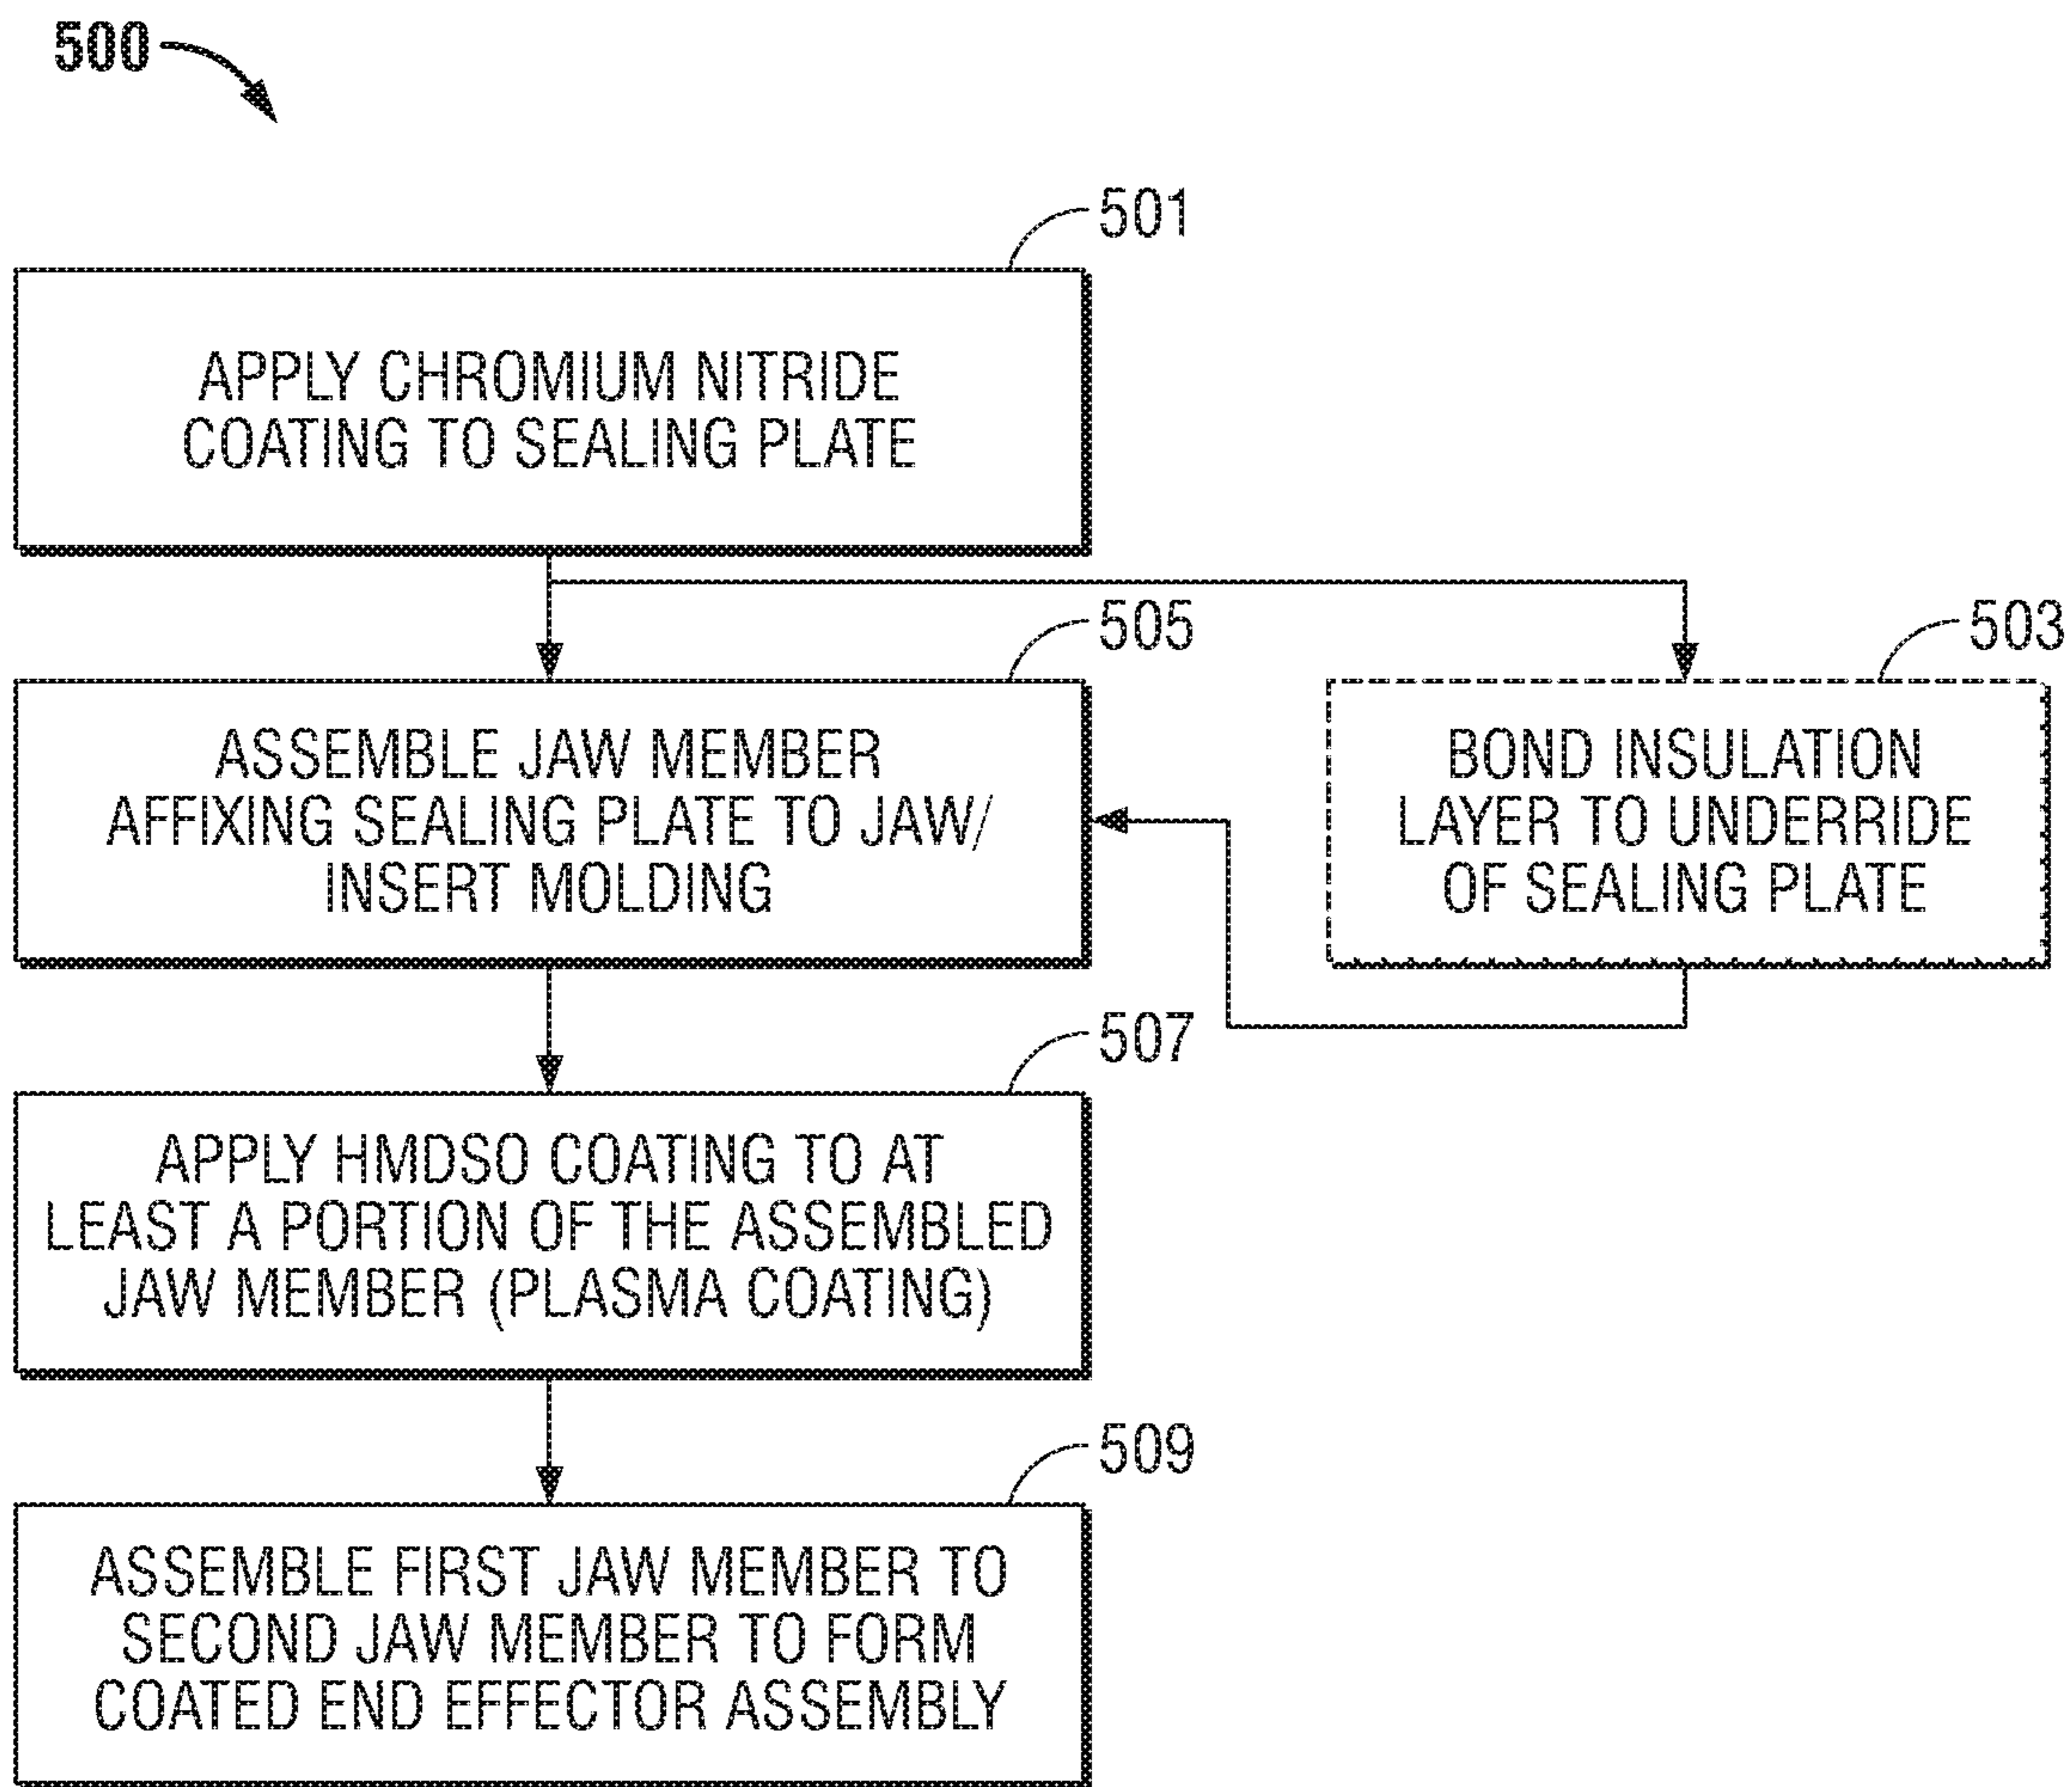 500
501
APPLY CHROMIUM NITRIDE
COATING TO SEALING PLATE
505
ASSEMBLE JAW MEMBER
AFFIXING SEALING PLATE TO JAW/
INSERT MOLDING
503
BOND INSULATION
LAYER TO UNDERRIDE
OF SEALING PLATE
507
APPLY HMDSO COATING TO AT
LEAST A PORTION OF THE ASSEMBLED
JAW MEMBER (PLASMA COATING)
509
ASSEMBLE FIRST JAW MEMBER TO
SECOND JAW MEMBER TO FORM
COATED END EFFECTOR ASSEMBLY